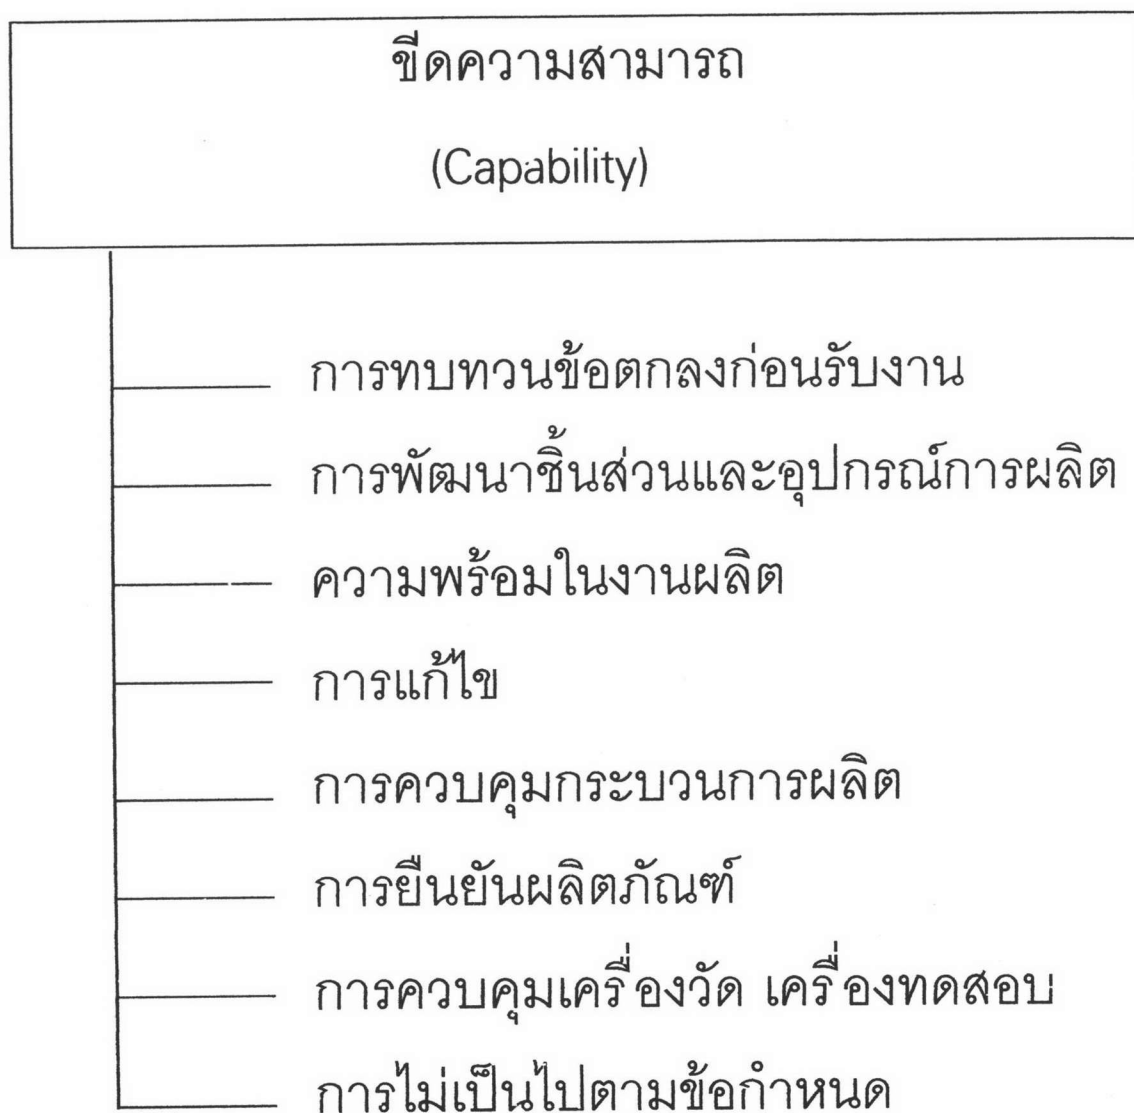 ขีดความสามารถ
(Capability)
การทบทวนข้อตกลงก่อนรับงาน
การพัฒนาชิ้นส่วนและอุปกรณ์การผลิต
ความพร้อมในงานผลิต
การแก้ไข
การควบคุมกระบวนการผลิต
การยืนยันผลิตภัณฑ์
การควบคุมเครื่องวัด เครื่องทดสอบ
การไม่เป็นไปตามข้อกำหนด